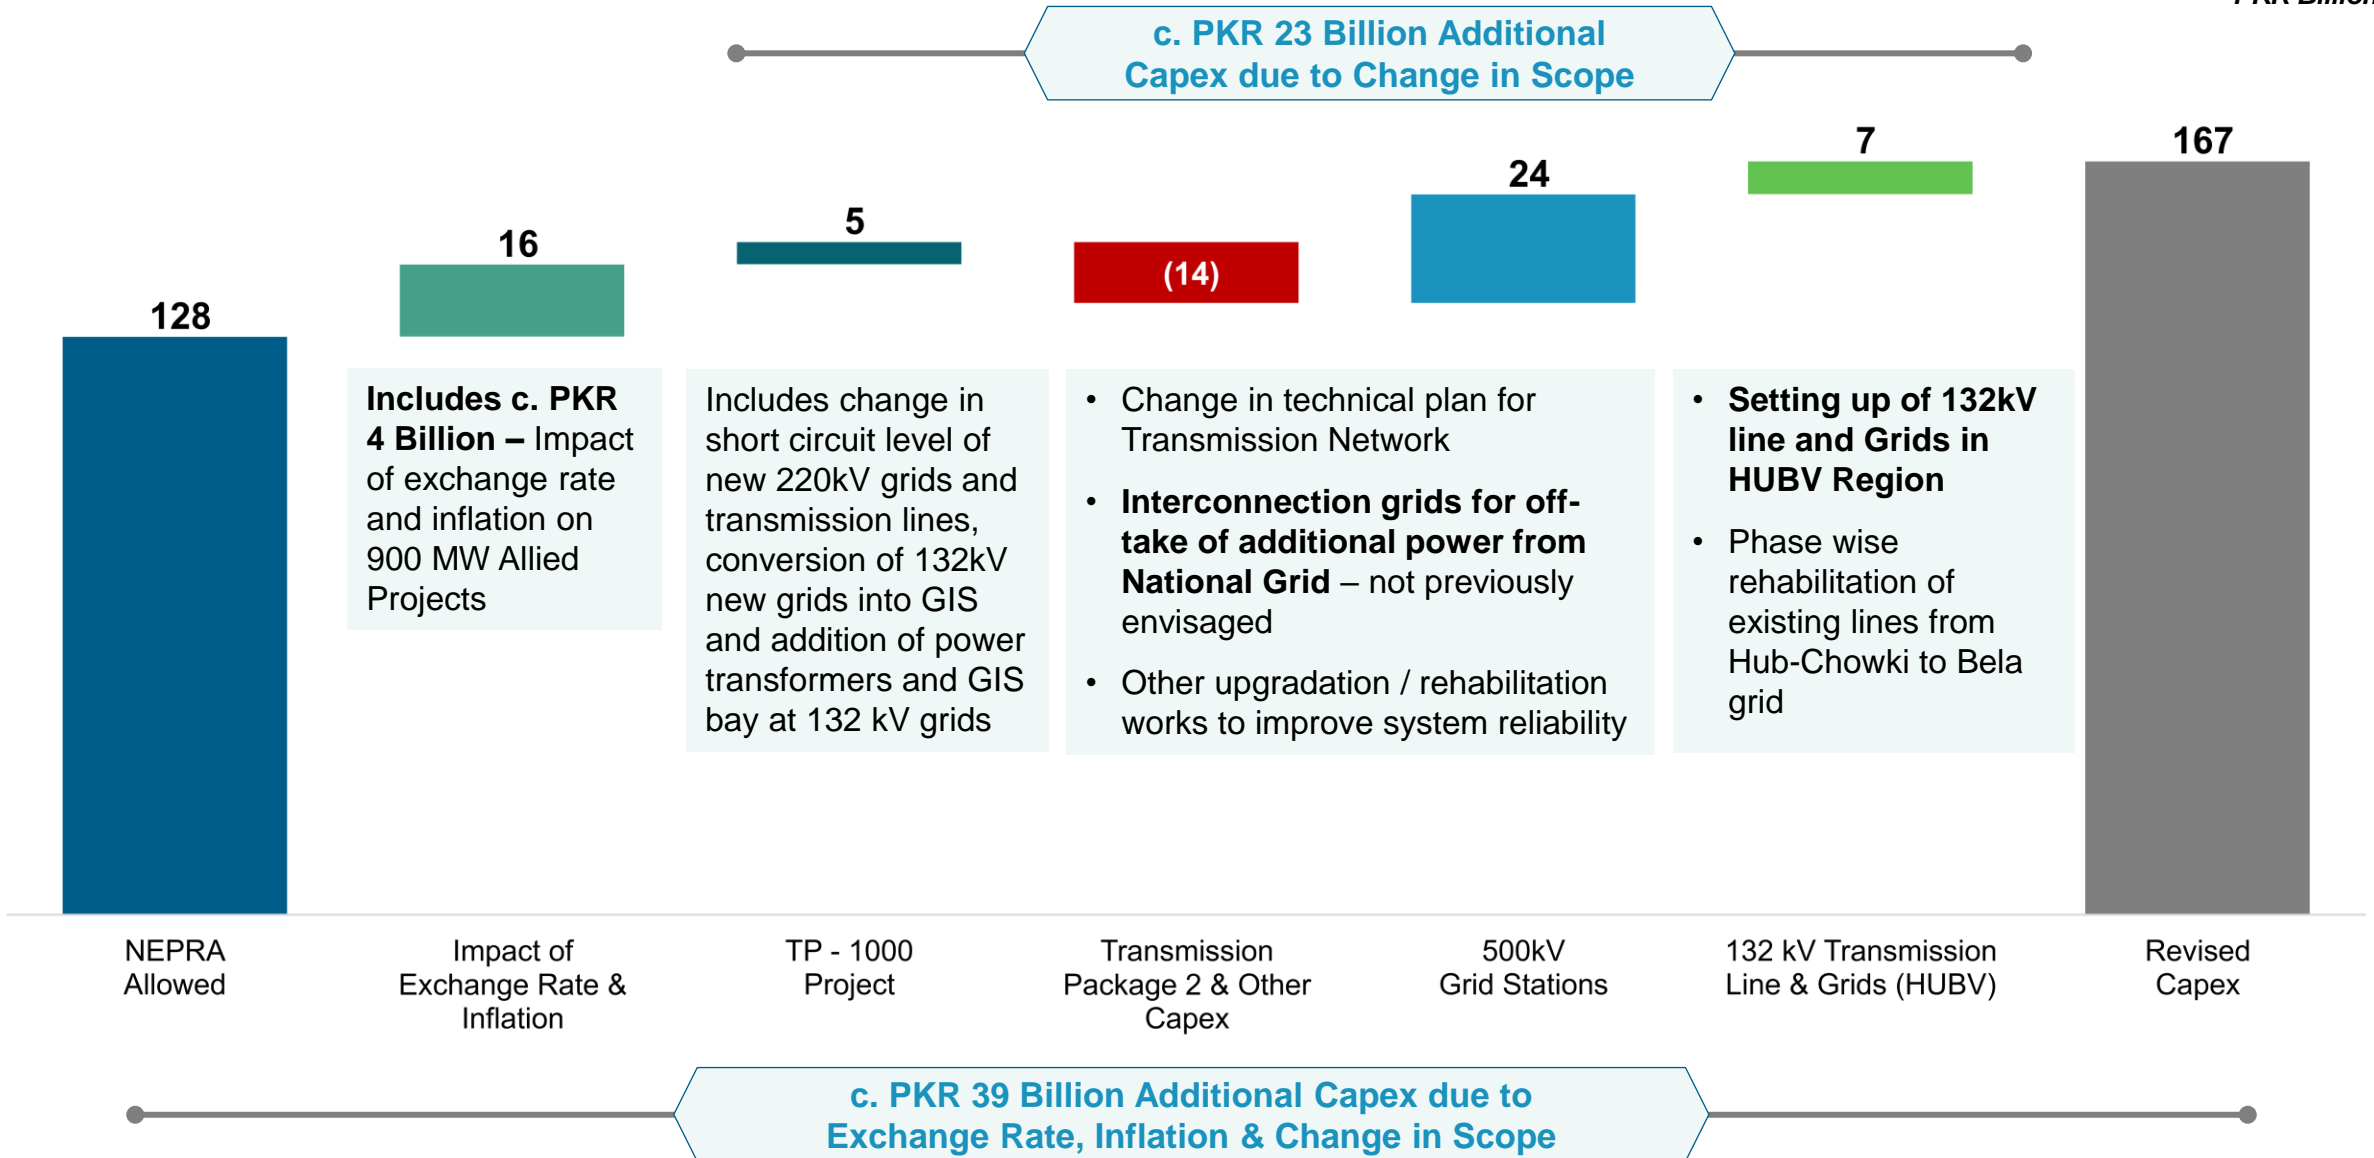 PKR Billion
c. PKR 23 Billion Additional
Capex due to Change in Scope
128
16
5
(14)
24
7
167
Includes c. PKR
4 Billion – Impact
of exchange rate
and inflation on
900 MW Allied
Projects
Includes change in
short circuit level of
new 220kV grids and
transmission lines,
conversion of 132kV
new grids into GIS
and addition of power
transformers and GIS
bay at 132 kV grids
• Change in technical plan for
Transmission Network
• Interconnection grids for off-
take of additional power from
National Grid – not previously
envisaged
• Other upgradation / rehabilitation
works to improve system reliability
• Setting up of 132kV
line and Grids in
HUBV Region
• Phase wise
rehabilitation of
existing lines from
Hub-Chowki to Bela
grid
NEPRA
Allowed
Impact of
Exchange Rate &
Inflation
TP - 1000
Project
Transmission
Package 2 & Other
Capex
500kV
Grid Stations
132 kV Transmission
Line & Grids (HUBV)
Revised
Capex
c. PKR 39 Billion Additional Capex due to
Exchange Rate, Inflation & Change in Scope